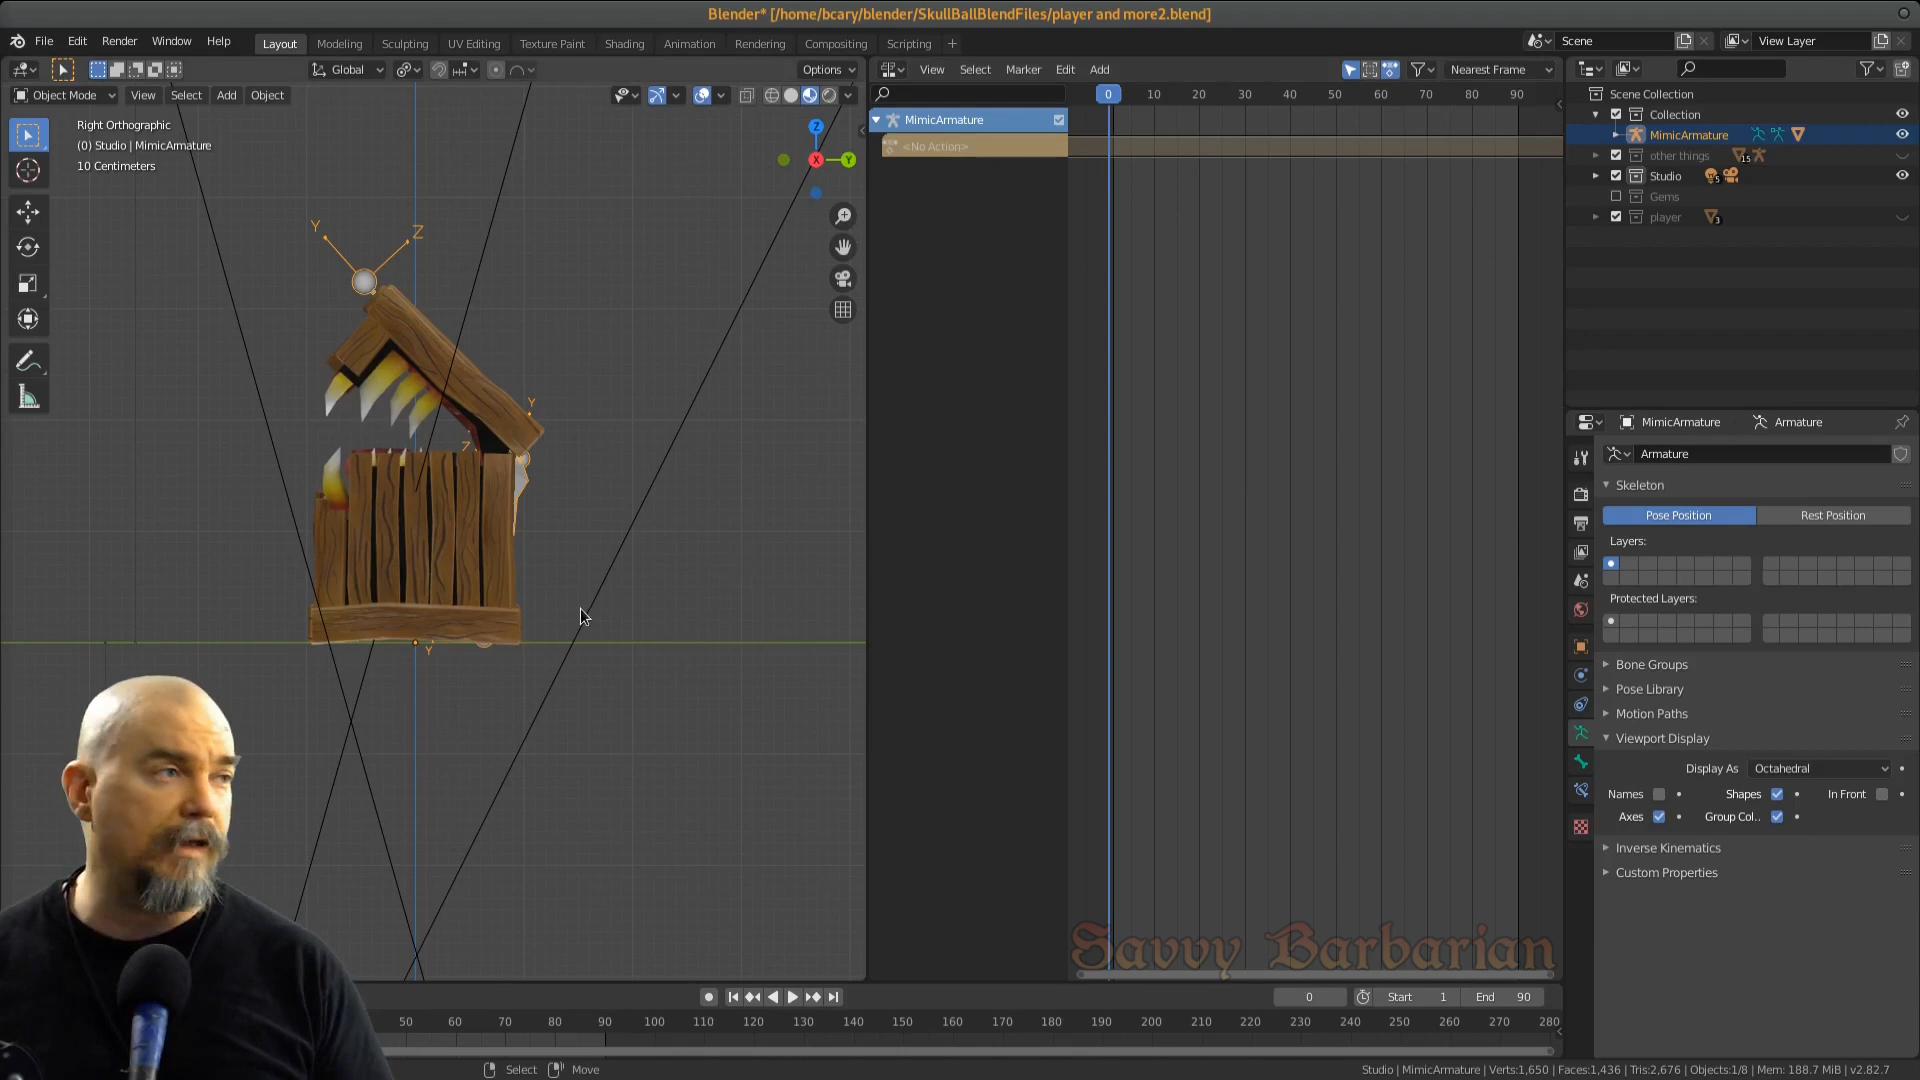 Blender* [/home/bcary/blender/SkullBallBlendFiles/player and more2.blend]
File Edit Render Window Help
Layout Modeling Sculpting UV Editing Texture Paint Shading Animation Rendering Compositing Scripting +
Scene
View Layer
Global
Options
View Select Marker Edit Add
Nearest Frame
Object Mode View Select Add Object
0 10 20 30 40 50 60 70 80 90
Scene Collection
Right Orthographic
(0) Studio | MimicArmature
10 Centimeters
Z
X
Y
MimicArmature
<No Action>
Collection
MimicArmature
other things
15
Studio
5
Gems
player
3
Y
Z
Y
Z
Y
MimicArmature
Armature
Armature
Skeleton
Pose Position
Rest Position
Layers:
Protected Layers:
Bone Groups
Pose Library
Motion Paths
Viewport Display
Display As Octahedral
Names
Shapes
In Front
Axes
Group Col..
Inverse Kinematics
Custom Properties
Savvy Barbarian
0
Start 1
End 90
50 60 70 80 90 100 110 120 130 140 150 160 170 180 190 200 210 220 230 240 250 260 270 280
Select
Move
Studio | MimicArmature | Verts:1,650 | Faces:1,436 | Tris:2,676 | Objects:1/8 | Mem: 188.7 MiB | v2.82.7